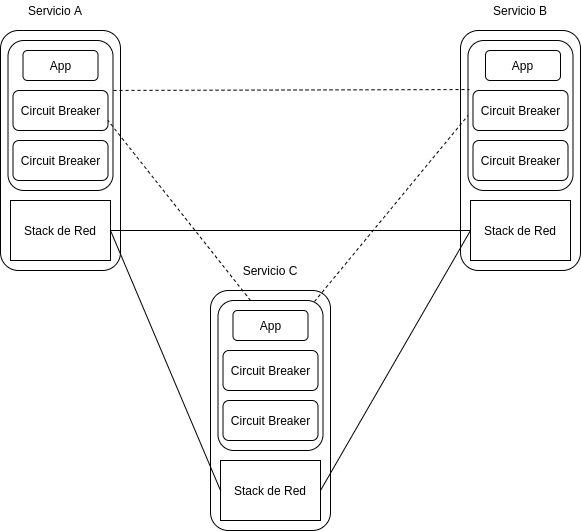 Servicio A
Servicio B
App
App
Circuit Breaker
Circuit Breaker
Circuit Breaker
Circuit Breaker
Stack de Red
Stack de Red
Servicio C
App
Circuit Breaker
Circuit Breaker
Stack de Red